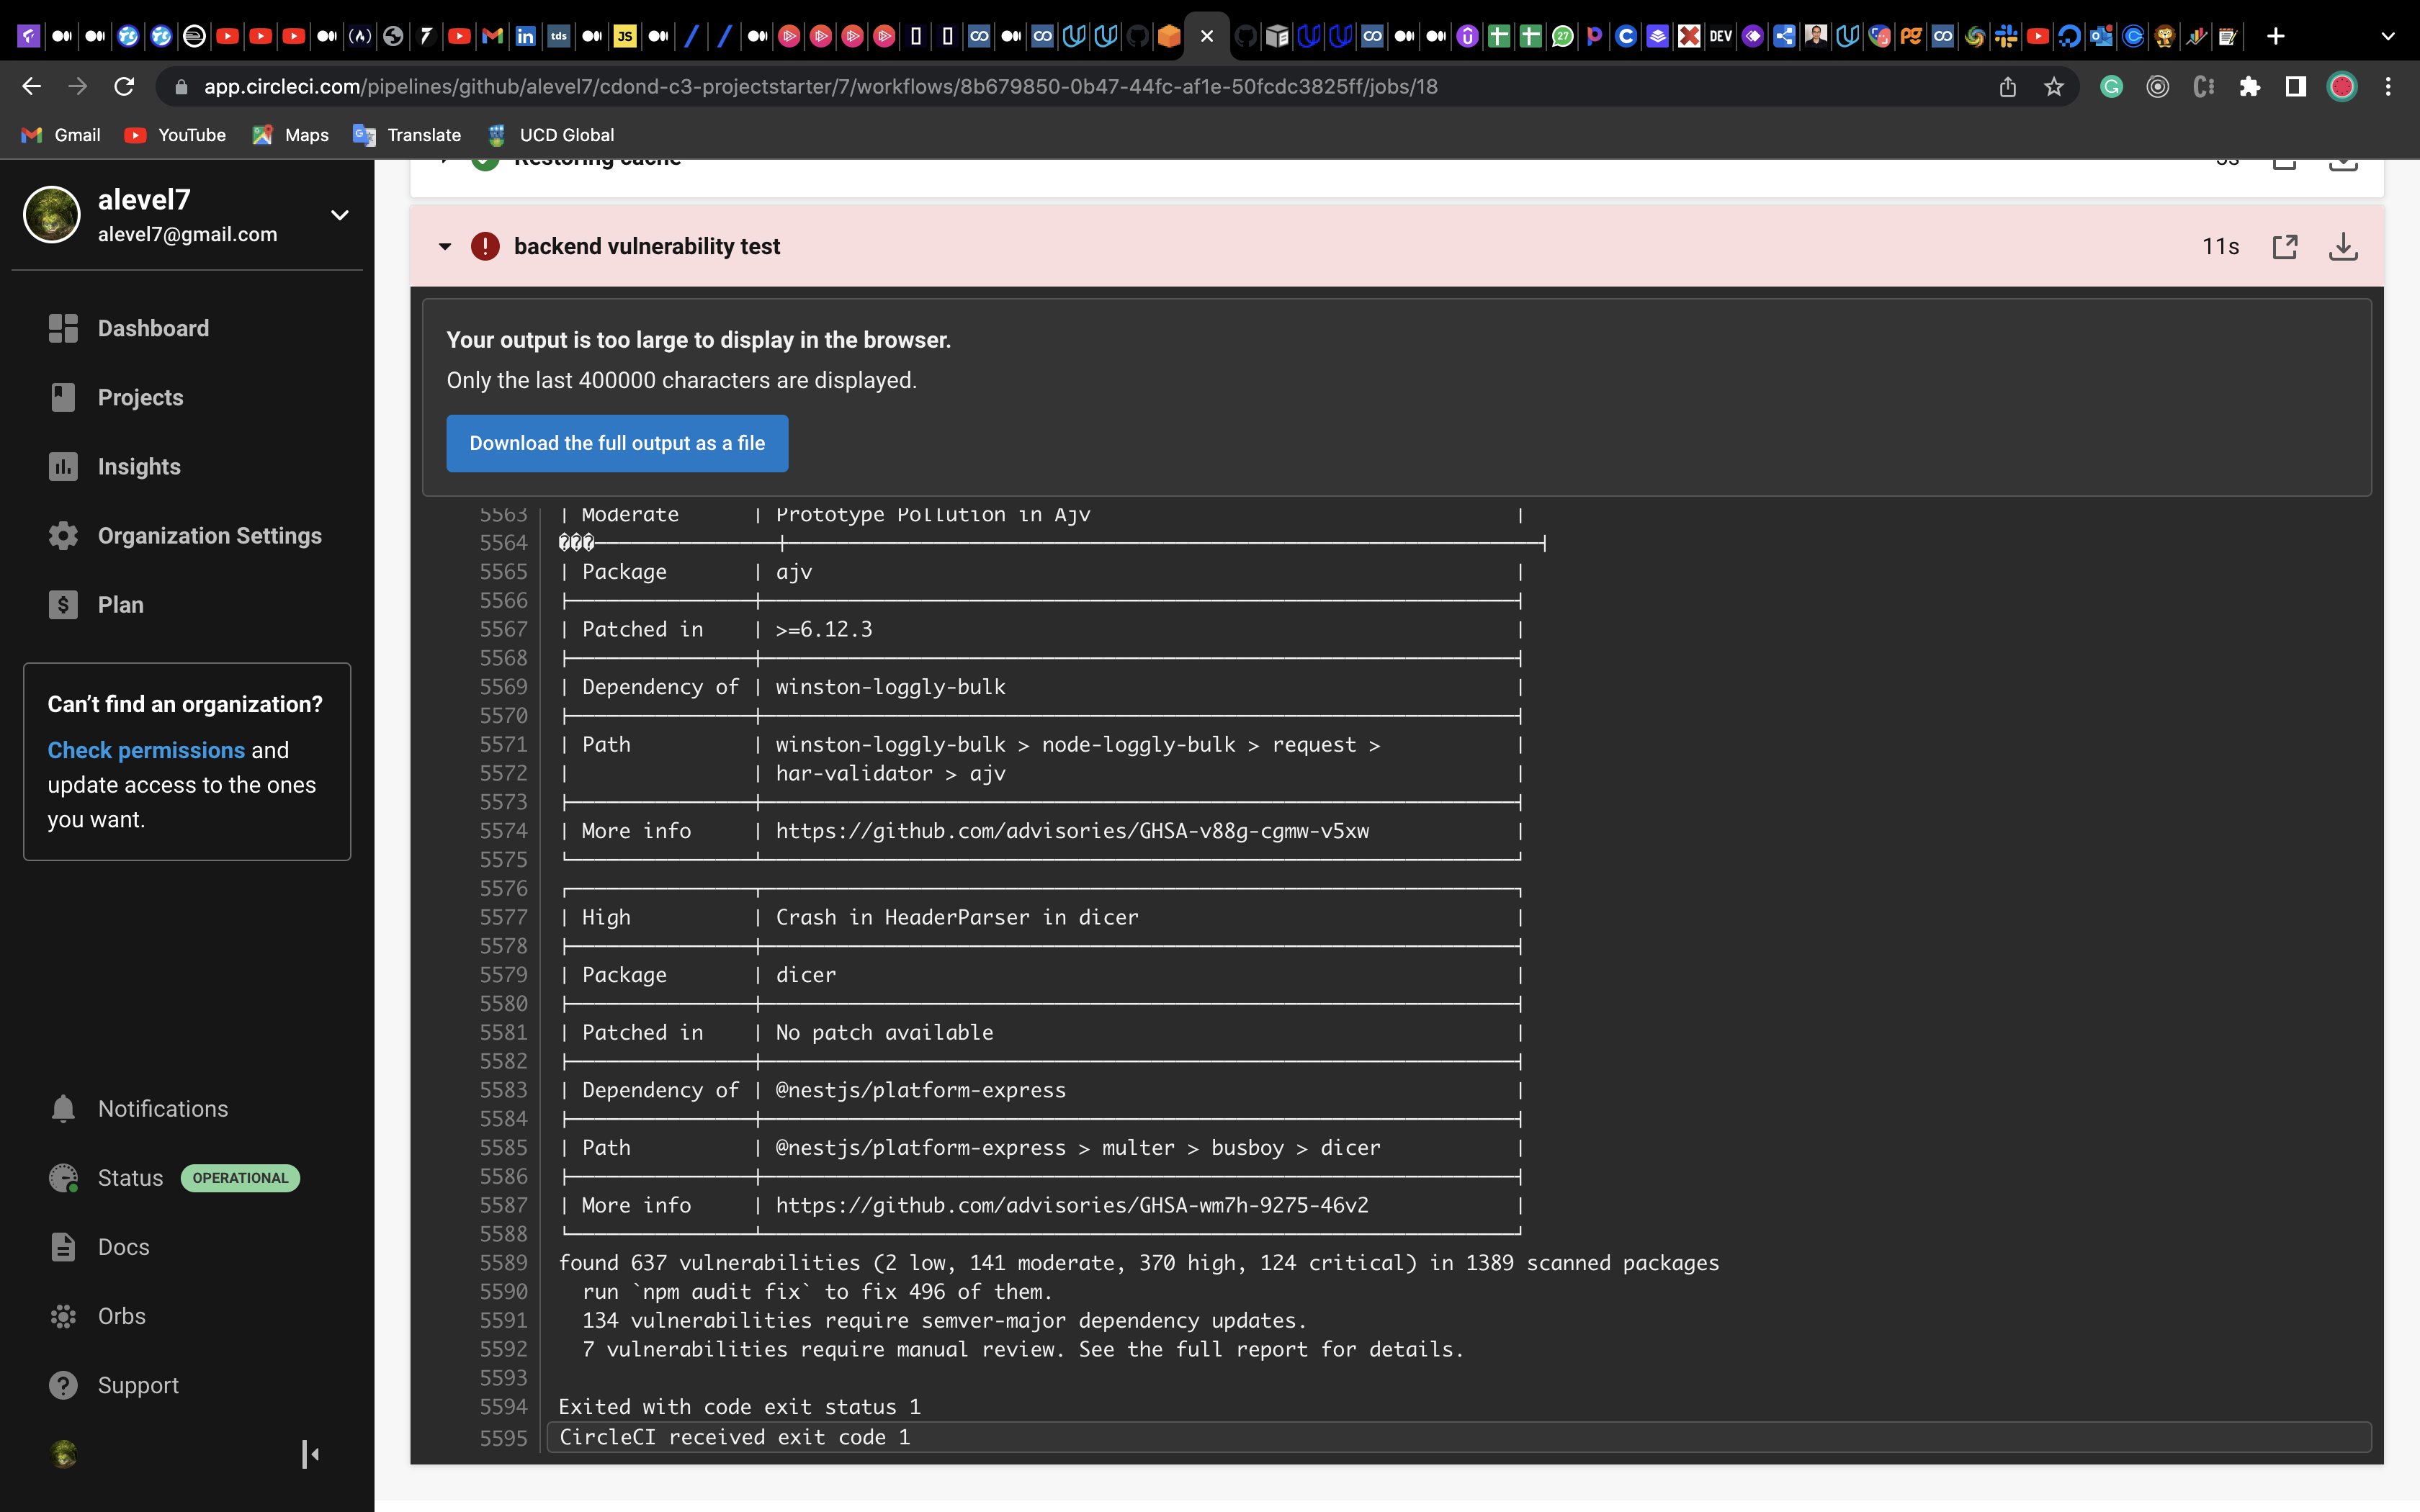 tds
JS
27
DEV
app.circleci.com/pipelines/github/alevel7/cdond-c3-projectstarter/7/workflows/8b679850-0b47-44fc-af1e-50fcdc3825ff/jobs/18
Gmail
YouTube
Maps
Translate
UCD Global
alevel7
alevel7@gmail.com
Dashboard
Projects
Insights
Organization Settings
Plan
Can't find an organization?
Check permissions and
update access to the ones
you want.
Notifications
Status OPERATIONAL
Docs
Orbs
Support
Restoring cache
backend vulnerability test 11s
Your output is too large to display in the browser.
Only the last 400000 characters are displayed.
Download the full output as a file
5563 | Moderate | Prototype Pollution in Ajv |
5564 ���
5565 | Package | ajv |
5566
5567 | Patched in | >=6.12.3 |
5568
5569 | Dependency of | winston-loggly-bulk |
5570
5571 | Path | winston-loggly-bulk > node-loggly-bulk > request > |
5572 | | har-validator > ajv |
5573
5574 | More info | https://github.com/advisories/GHSA-v88g-cgmw-v5xw |
5575
5576
5577 | High | Crash in HeaderParser in dicer |
5578
5579 | Package | dicer |
5580
5581 | Patched in | No patch available |
5582
5583 | Dependency of | @nestjs/platform-express |
5584
5585 | Path | @nestjs/platform-express > multer > busboy > dicer |
5586
5587 | More info | https://github.com/advisories/GHSA-wm7h-9275-46v2 |
5588
5589 found 637 vulnerabilities (2 low, 141 moderate, 370 high, 124 critical) in 1389 scanned packages
5590 run `npm audit fix` to fix 496 of them.
5591 134 vulnerabilities require semver-major dependency updates.
5592 7 vulnerabilities require manual review. See the full report for details.
5593
5594 Exited with code exit status 1
5595 CircleCI received exit code 1